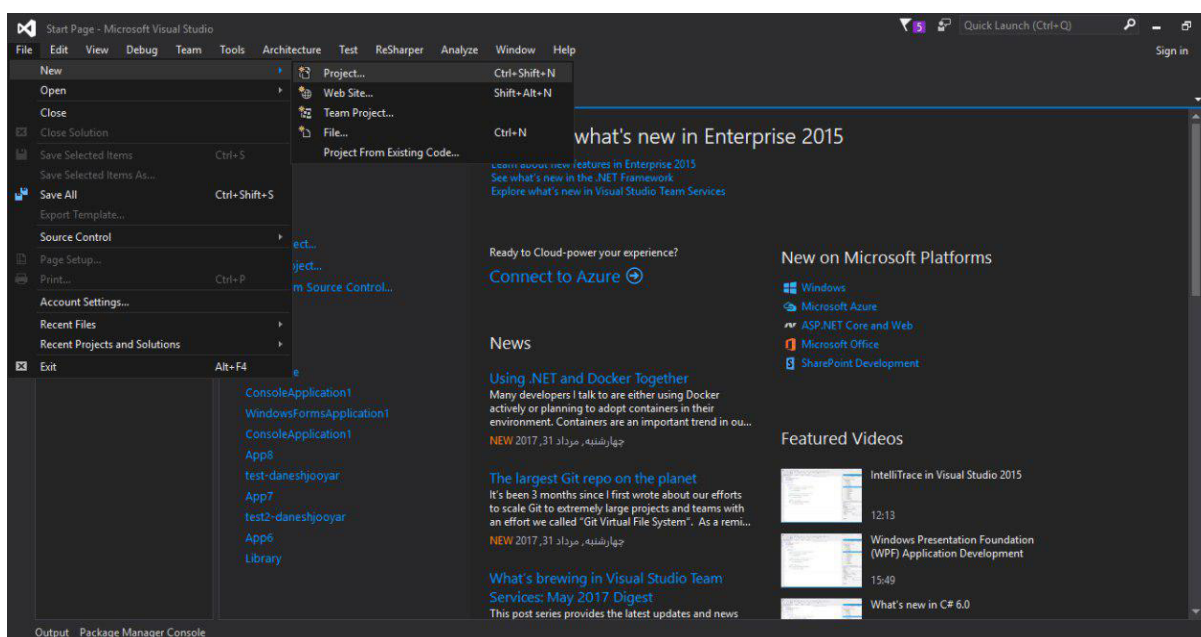 Start Page - Microsoft Visual Studio
5
Quick Launch (Ctrl+Q)
File Edit View Debug Team Tools Architecture Test ReSharper Analyze Window Help
Sign in
New
Open
Close
Close Solution
Save Selected Items Ctrl+S
Save Selected Items As...
Save All Ctrl+Shift+S
Export Template...
Source Control
Page Setup...
Print... Ctrl+P
Account Settings...
Recent Files
Recent Projects and Solutions
Exit Alt+F4
Project... Ctrl+Shift+N
Web Site... Shift+Alt+N
Team Project...
File... Ctrl+N
Project From Existing Code...
ect...
ject...
m Source Control...
e
ConsoleApplication1
WindowsFormsApplication1
ConsoleApplication1
App8
test-daneshjooyar
App7
test2-daneshjooyar
App6
Library
what's new in Enterprise 2015
Learn about new features in Enterprise 2015
See what's new in the .NET Framework
Explore what's new in Visual Studio Team Services
Ready to Cloud-power your experience?
Connect to Azure
News
Using .NET and Docker Together
Many developers I talk to are either using Docker
actively or planning to adopt containers in their
environment. Containers are an important trend in ou...
NEW چهارشنبه, مرداد 31, 2017
The largest Git repo on the planet
It's been 3 months since I first wrote about our efforts
to scale Git to extremely large projects and teams with
an effort we called "Git Virtual File System". As a remi...
NEW چهارشنبه, مرداد 31, 2017
What's brewing in Visual Studio Team
Services: May 2017 Digest
This post series provides the latest updates and news
New on Microsoft Platforms
Windows
Microsoft Azure
ASP.NET Core and Web
Microsoft Office
SharePoint Development
Featured Videos
IntelliTrace in Visual Studio 2015
12:13
Windows Presentation Foundation
(WPF) Application Development
15:49
What's new in C# 6.0
Output Package Manager Console